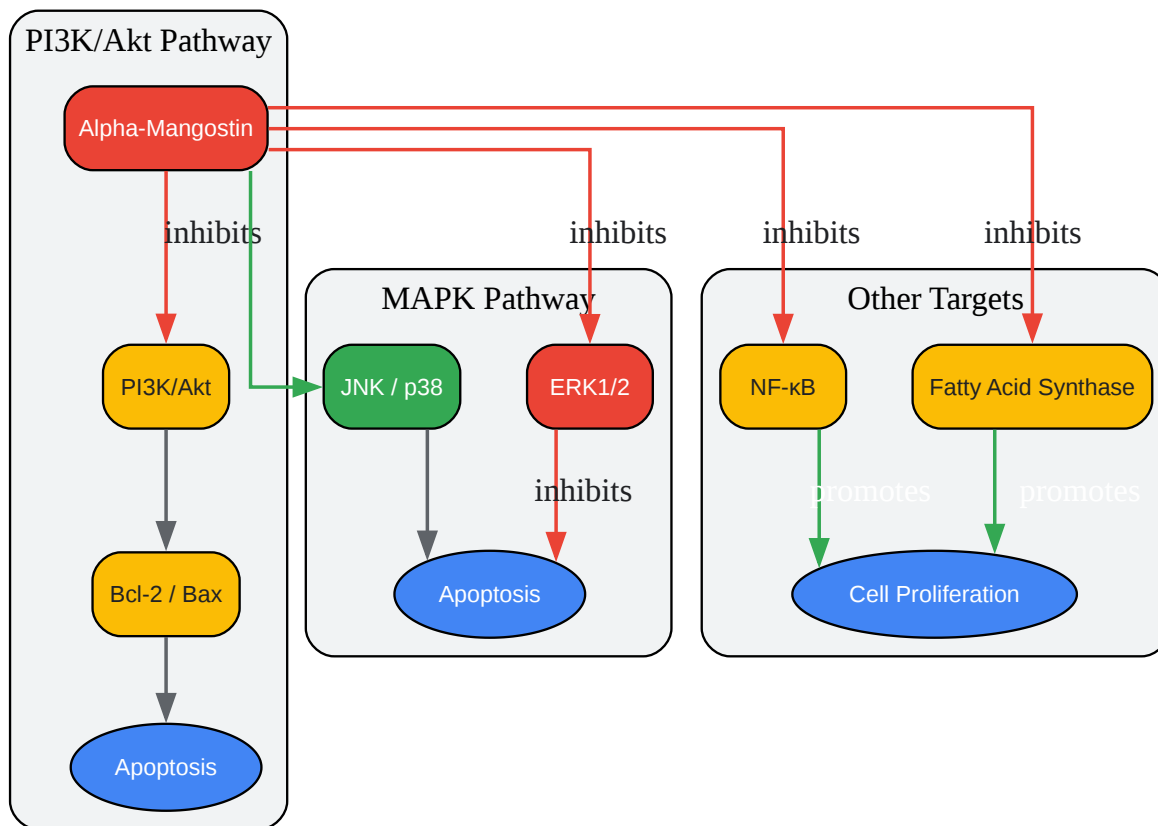 PI3K/Akt Pathway
Alpha-Mangostin
inhibits
inhibits
inhibits
inhibits
MAPK Pathway
Other Targets
PI3K/Akt
JNK / p38
ERK1/2
NF-κB
Fatty Acid Synthase
inhibits
promotes
promotes
Bcl-2 / Bax
Apoptosis
Cell Proliferation
Apoptosis